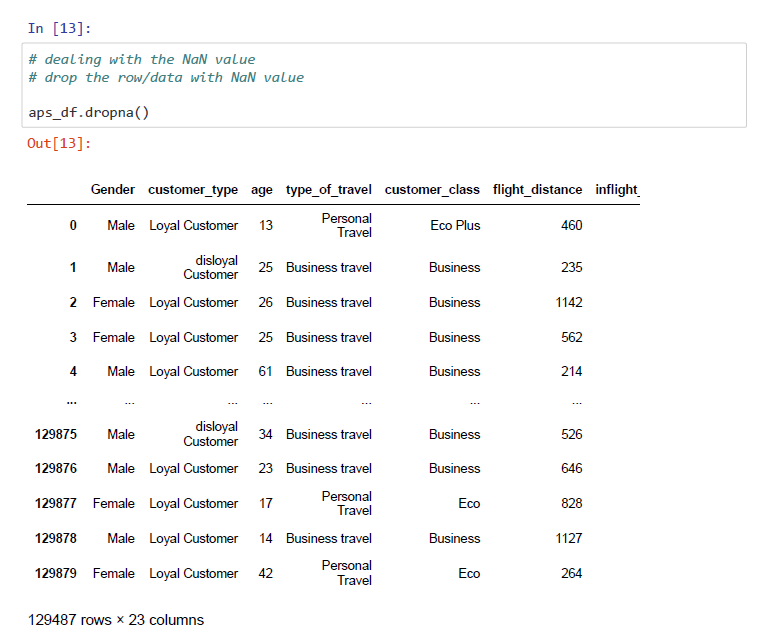 In [13]:
# dealing with the NaN value
# drop the row/data with NaN value
aps_df.dropna()
Out[13]:
Gender customer_type age type_of_travel customer_class flight_distance inflight_
0 Male Loyal Customer 13 Personal Travel Eco Plus 460
1 Male disloyal Customer 25 Business travel Business 235
2 Female Loyal Customer 26 Business travel Business 1142
3 Female Loyal Customer 25 Business travel Business 562
4 Male Loyal Customer 61 Business travel Business 214
... ... ... ... ... ... ...
129875 Male disloyal Customer 34 Business travel Business 526
129876 Male Loyal Customer 23 Business travel Business 646
129877 Female Loyal Customer 17 Personal Travel Eco 828
129878 Male Loyal Customer 14 Business travel Business 1127
129879 Female Loyal Customer 42 Personal Travel Eco 264
129487 rows × 23 columns